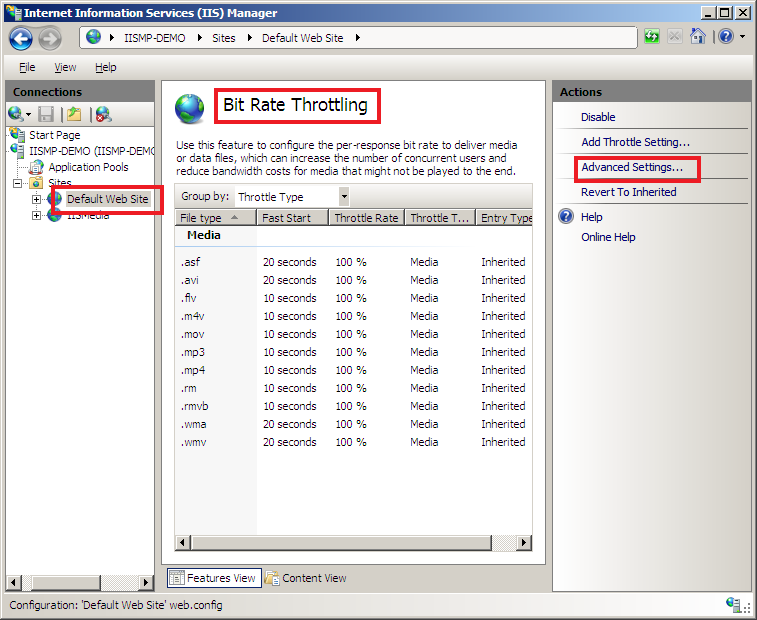 Internet Information Services (IIS) Manager
IISMP-DEMO Sites Default Web Site
File View Help
Connections
Start Page
IISMP-DEMO (IISMP-DEMO
Application Pools
Sites
Default Web Site
IISMedia
Bit Rate Throttling
Use this feature to configure the per-response bit rate to deliver media
or data files, which can increase the number of concurrent users and
reduce bandwidth costs for media that might not be played to the end.
Group by: Throttle Type
File type Fast Start Throttle Rate Throttle T... Entry Type
Media
.asf 20 seconds 100 % Media Inherited
.avi 20 seconds 100 % Media Inherited
.flv 10 seconds 100 % Media Inherited
.m4v 10 seconds 100 % Media Inherited
.mov 10 seconds 100 % Media Inherited
.mp3 10 seconds 100 % Media Inherited
.mp4 10 seconds 100 % Media Inherited
.rm 10 seconds 100 % Media Inherited
.rmvb 10 seconds 100 % Media Inherited
.wma 20 seconds 100 % Media Inherited
.wmv 20 seconds 100 % Media Inherited
Features View Content View
Actions
Disable
Add Throttle Setting...
Advanced Settings...
Revert To Inherited
Help
Online Help
Configuration: 'Default Web Site' web.config